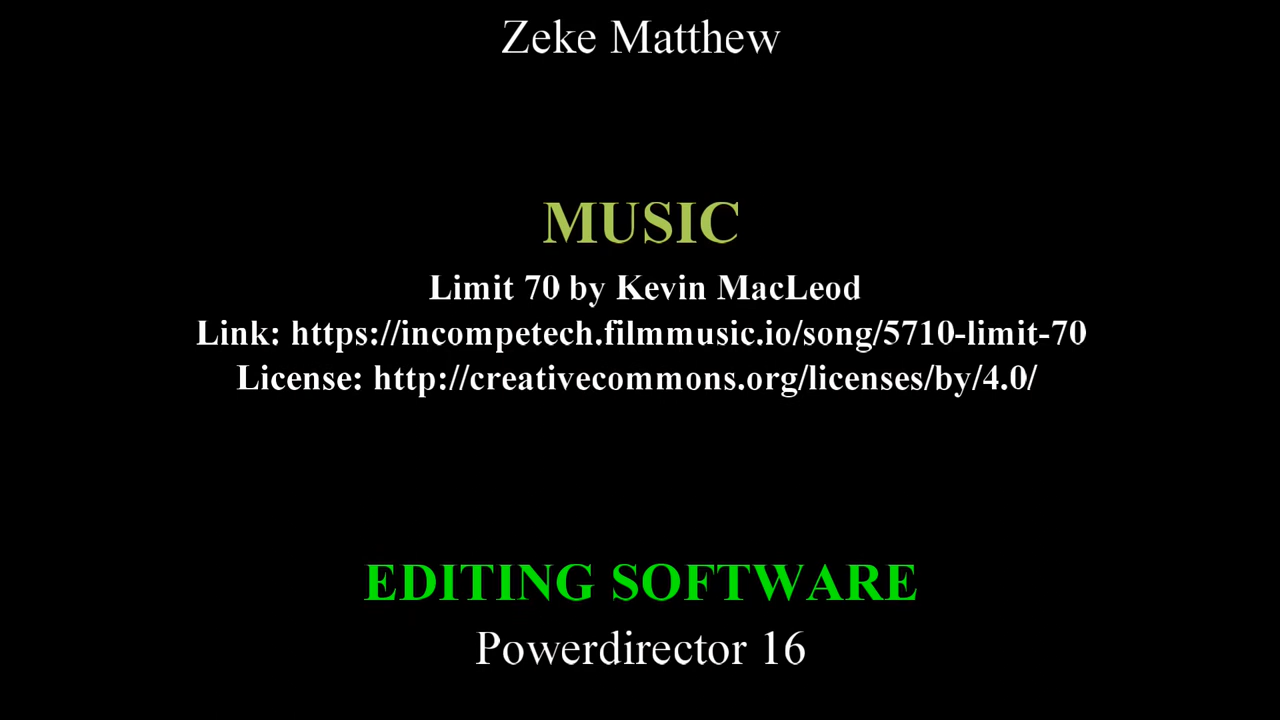 Zeke Matthew
MUSIC
Limit 70 by Kevin MacLeod
Link: https://incompetech.filmmusic.io/song/5710-limit-70
License: http://creativecommons.org/licenses/by/4.0/
EDITING SOFTWARE
Powerdirector 16